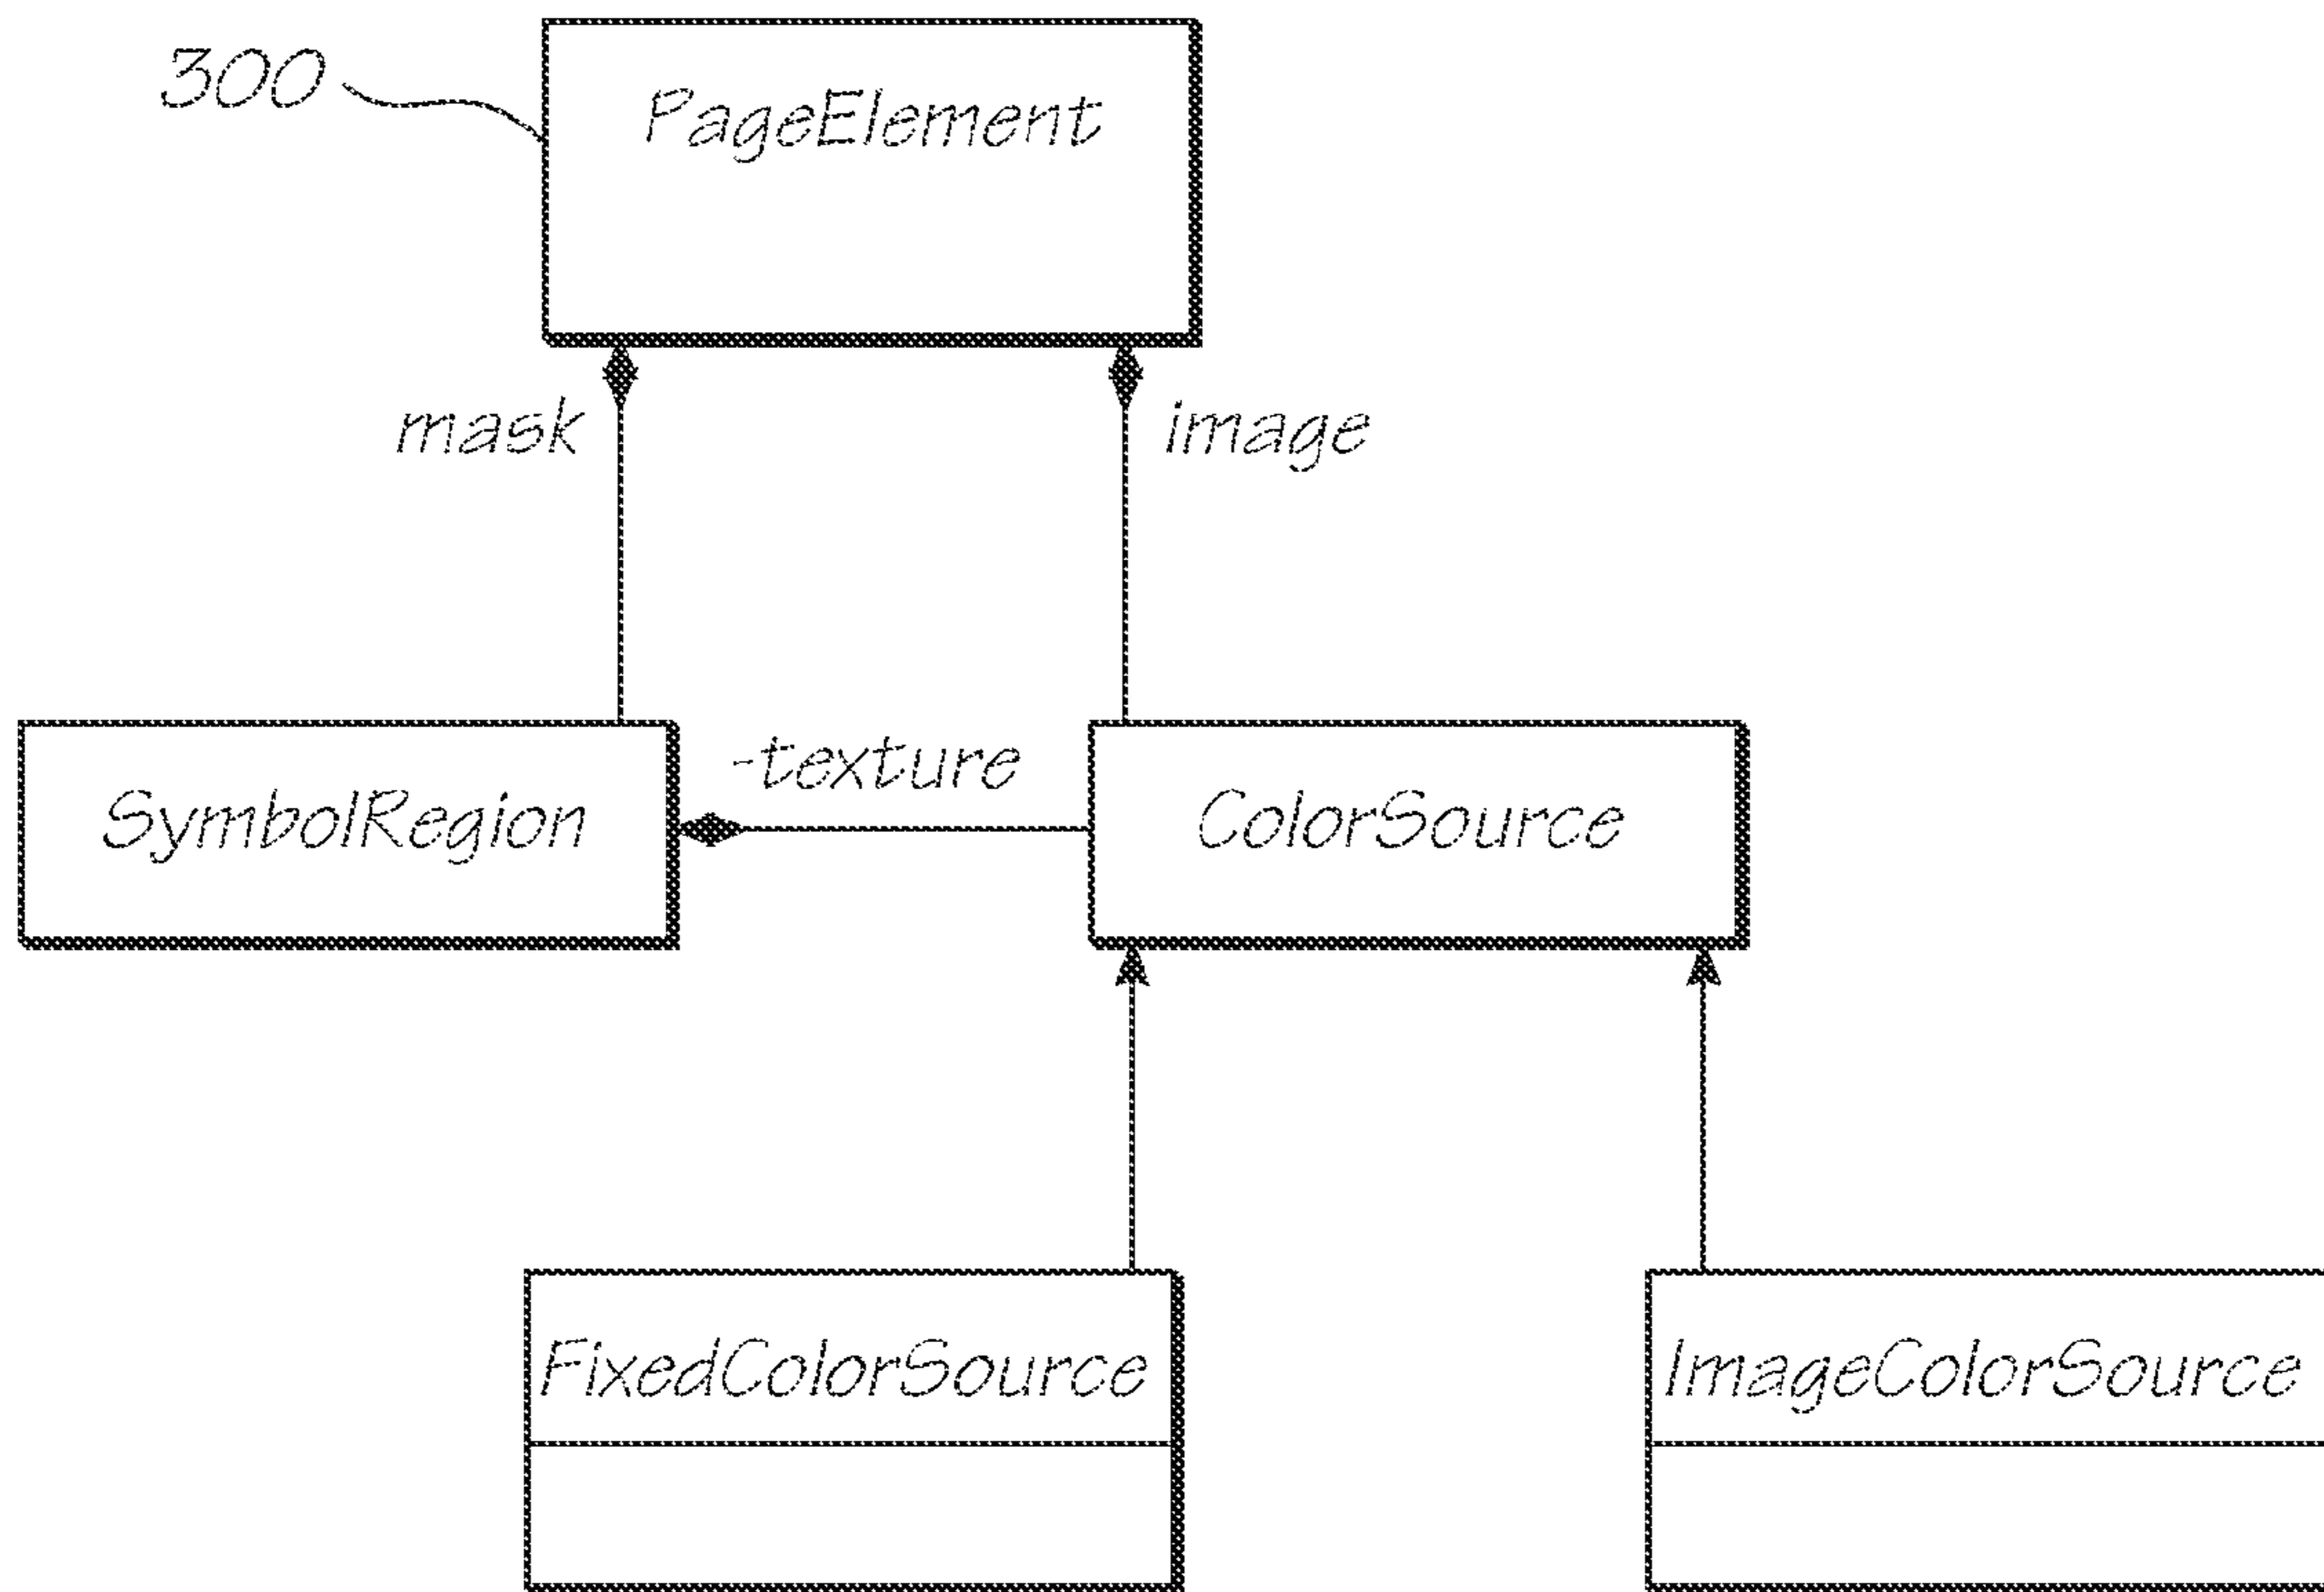 300
PageElement
mask
image
-texture
SymbolRegion
ColorSource
FixedColorSource
ImageColorSource